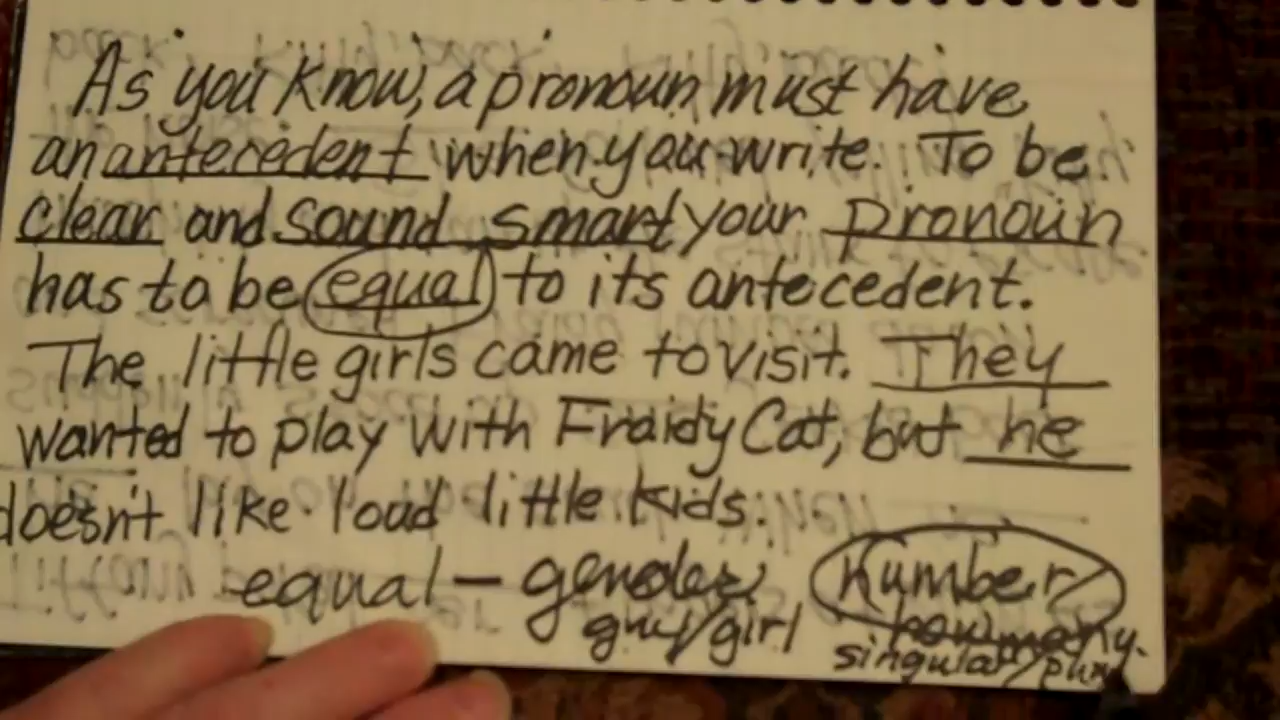 As you know, a pronoun must have
an antecedent when you write. To be
clear and sound smart your pronoun
has to be equal to its antecedent.
The little girls came to visit. They
wanted to play with Fraidy Cat, but he
doesn't like loud little kids.
equal - gender Number/
guy/girl how many.
singular/